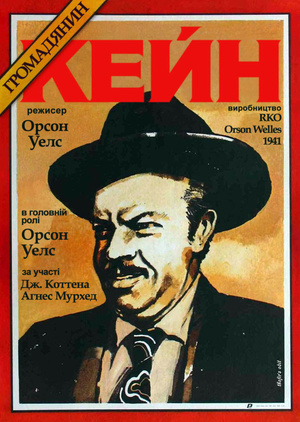 ГРОМАДЯНИН
КЕЙН
режисер
Орсон
Уелс
виробництво
RKO
Orson Welles
1941
в головній
ролі
Орсон
Уелс
за участі
Дж. Коттена
Агнес Мурхед